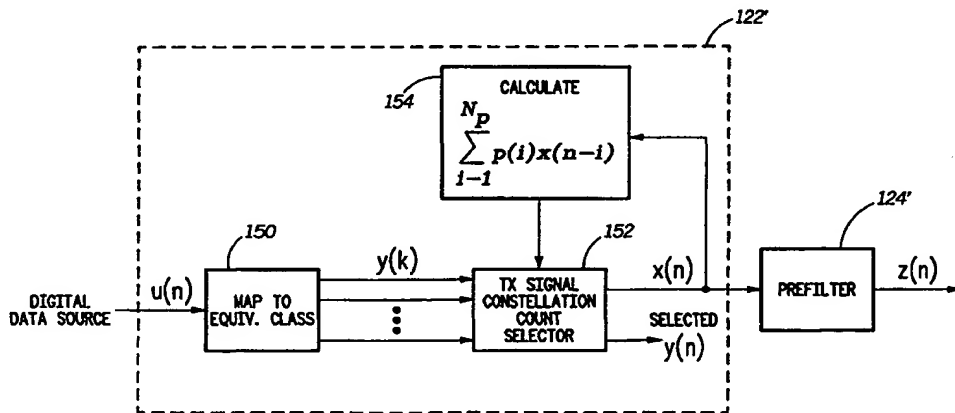 122'
154
CALCULATE
N_p
∑ p(i)x(n-i)
i-1
150
y(k)
152
124'
DIGITAL
DATA SOURCE
u(n)
MAP TO
EQUIV. CLASS
TX SIGNAL
CONSTELLATION
COUNT
SELECTOR
x(n)
SELECTED
y(n)
PREFILTER
z(n)